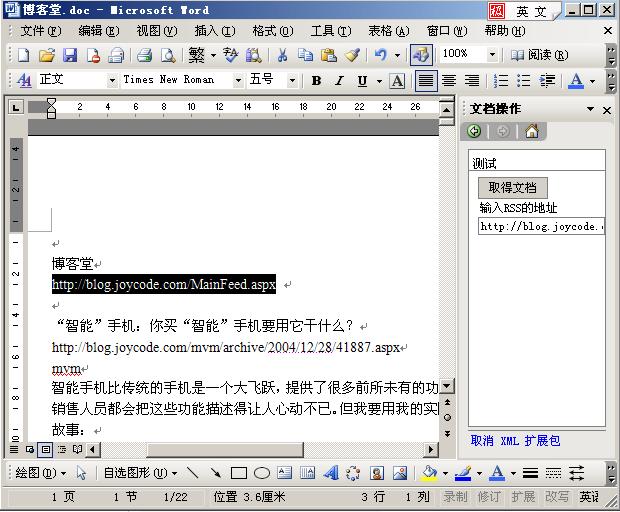 博客堂.doc - Microsoft Word
极 英 文
文件(F) 编辑(E) 视图(V) 插入(I) 格式(O) 工具(T) 表格(A) 窗口(W) 帮助(H)
繁 100% 阅读(R)
正文 Times New Roman 五号 B I U A A
L 2 4 6 8 10 12 14 16 18 20 22 24 26
文档操作
测试
取得文档
输入RSS的地址
http://blog.joycode.
博客堂
http://blog.joycode.com/MainFeed.aspx
“智能”手机：你买“智能”手机要用它干什么？
http://blog.joycode.com/mvm/archive/2004/12/28/41887.aspx
mvm
智能手机比传统的手机是一个大飞跃，提供了很多前所未有的功
销售人员都会把这些功能描述得让人心动不已。但我要用我的实
故事：
取消 XML 扩展包
绘图(D) 自选图形(U) A A
1 页 1 节 1/22 位置 3.6厘米 3 行 1 列 录制 修订 扩展 改写 英语